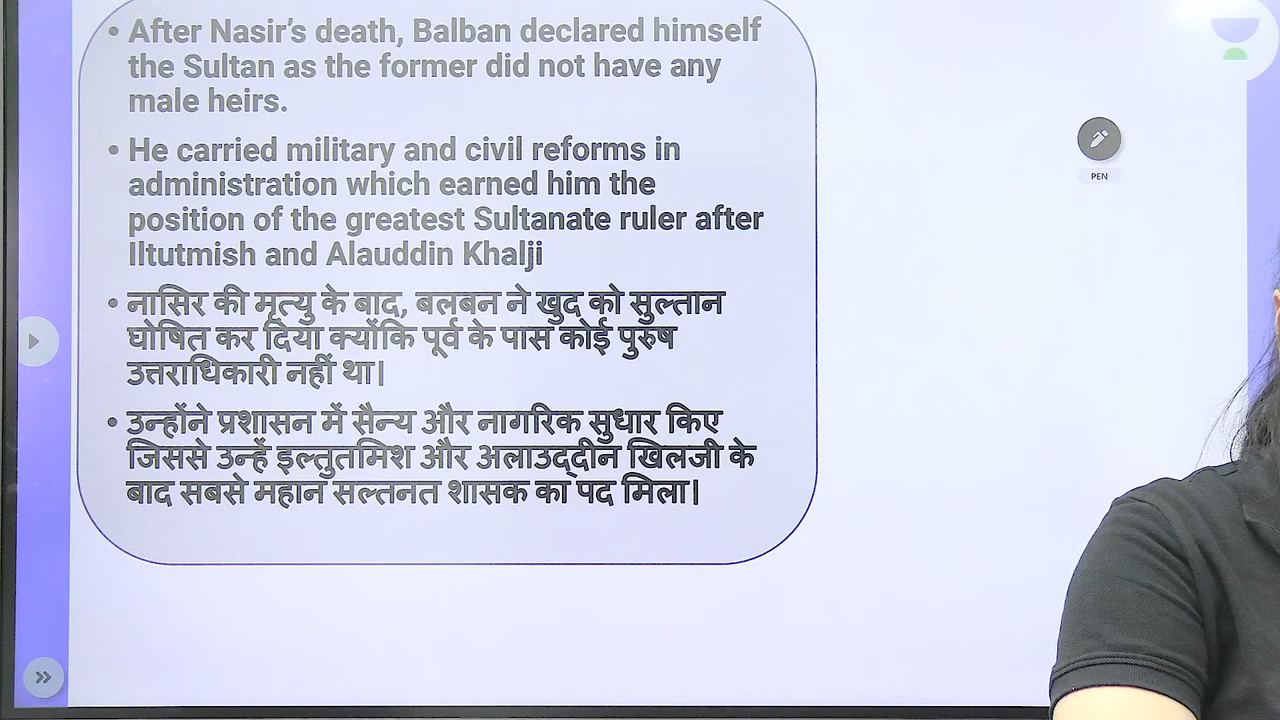 • After Nasir's death, Balban declared himself
the Sultan as the former did not have any
male heirs.
• He carried military and civil reforms in
administration which earned him the
position of the greatest Sultanate ruler after
Iltutmish and Alauddin Khalji
• नासिर की मृत्यु के बाद, बलबन ने खुद को सुल्तान
घोषित कर दिया क्योंकि पूर्व के पास कोई पुरुष
उत्तराधिकारी नहीं था।
• उन्होंने प्रशासन में सैन्य और नागरिक सुधार किए
जिससे उन्हें इल्तुतमिश और अलाउद्दीन खिलजी के
बाद सबसे महान सल्तनत शासक का पद मिला।
PEN